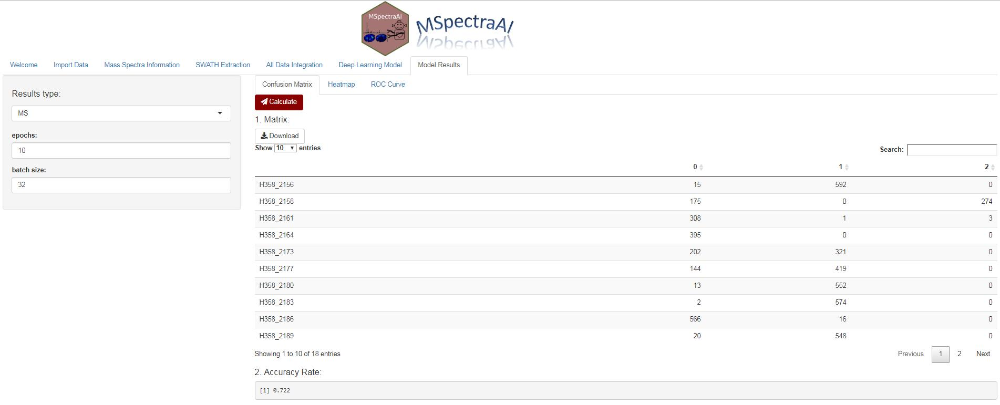 MSpectraAI
MSpectraAI
Welcome Import Data Mass Spectra Information SWATH Extraction All Data Integration Deep Learning Model Model Results
Results type:
MS
epochs:
10
batch size:
32
Confusion Matrix Heatmap ROC Curve
Calculate
1. Matrix:
Download
Show 10 entries
Search:
0 1 2
H358_2156 15 592 0
H358_2158 175 0 274
H358_2161 308 1 3
H358_2164 395 0 0
H358_2173 202 321 0
H358_2177 144 419 0
H358_2180 13 552 0
H358_2183 2 574 0
H358_2186 566 16 0
H358_2189 20 548 0
Showing 1 to 10 of 18 entries
Previous 1 2 Next
2. Accuracy Rate:
[1] 0.722